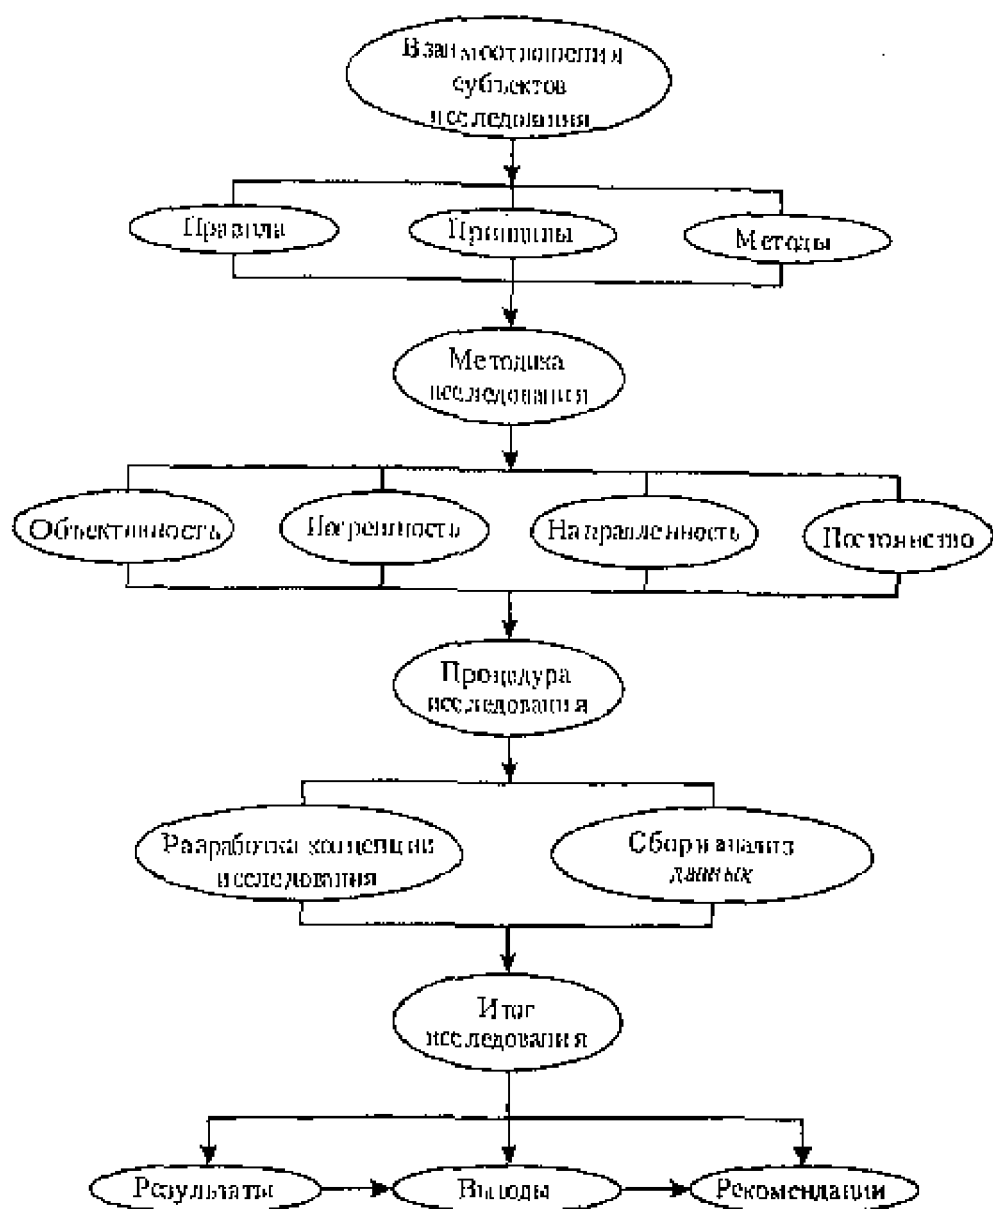 Взаимоотношения
субъектов
исследования
Правила
Принципы
Методы
Методика
исследования
Объективность
Направленность
Постоянство
Процедура
исследования
Разработка концепции
исследования
Сбор и анализ
данных
Итог
исследования
Результаты
Выводы
Рекомендации